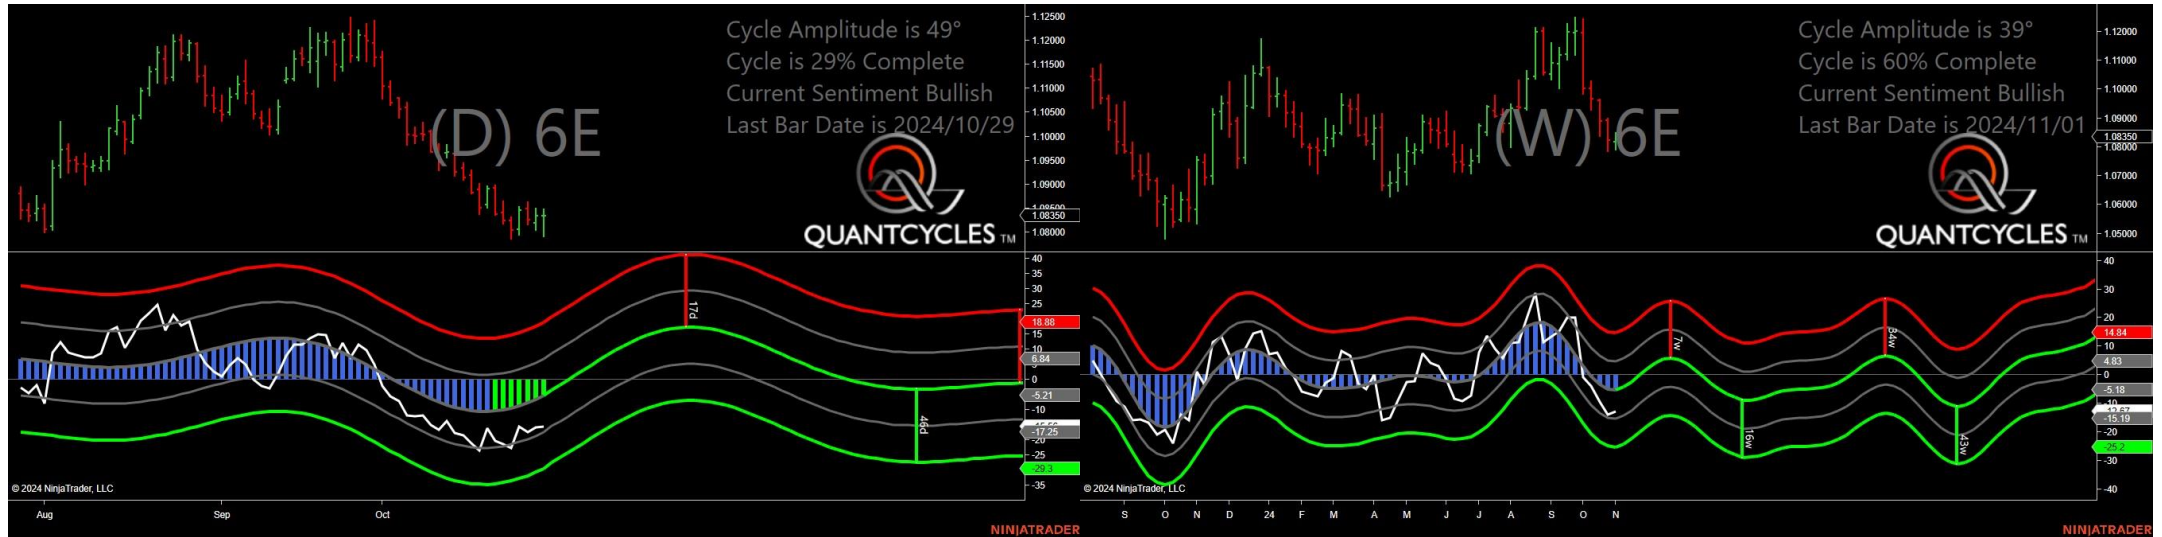 Cycle Amplitude is 49°
Cycle is 29% Complete
Current Sentiment Bullish
Last Bar Date is 2024/10/29
(D) 6E
QUANTCYCLES TM
1.12500
1.12000
1.11500
1.11000
1.10500
1.10000
1.09500
1.09000
1.08350
1.08000
17d
46d
40
35
30
25
18.88
15
10
6.84
0
-5.21
-10
-17.25
-20
-25
-29.3
-35
© 2024 NinjaTrader, LLC
Aug Sep Oct
NINJATRADER
Cycle Amplitude is 39°
Cycle is 60% Complete
Current Sentiment Bullish
Last Bar Date is 2024/11/01
(W) 6E
QUANTCYCLES TM
1.12000
1.11000
1.10000
1.09000
1.08350
1.08000
1.07000
1.06000
1.05000
7w
16w
34w
43w
40
30
20
14.84
10
4.83
0
-5.18
-15.19
-20
-25.2
-30
-40
© 2024 NinjaTrader, LLC
S O N D 24 F M A M J J A S O N
NINJATRADER